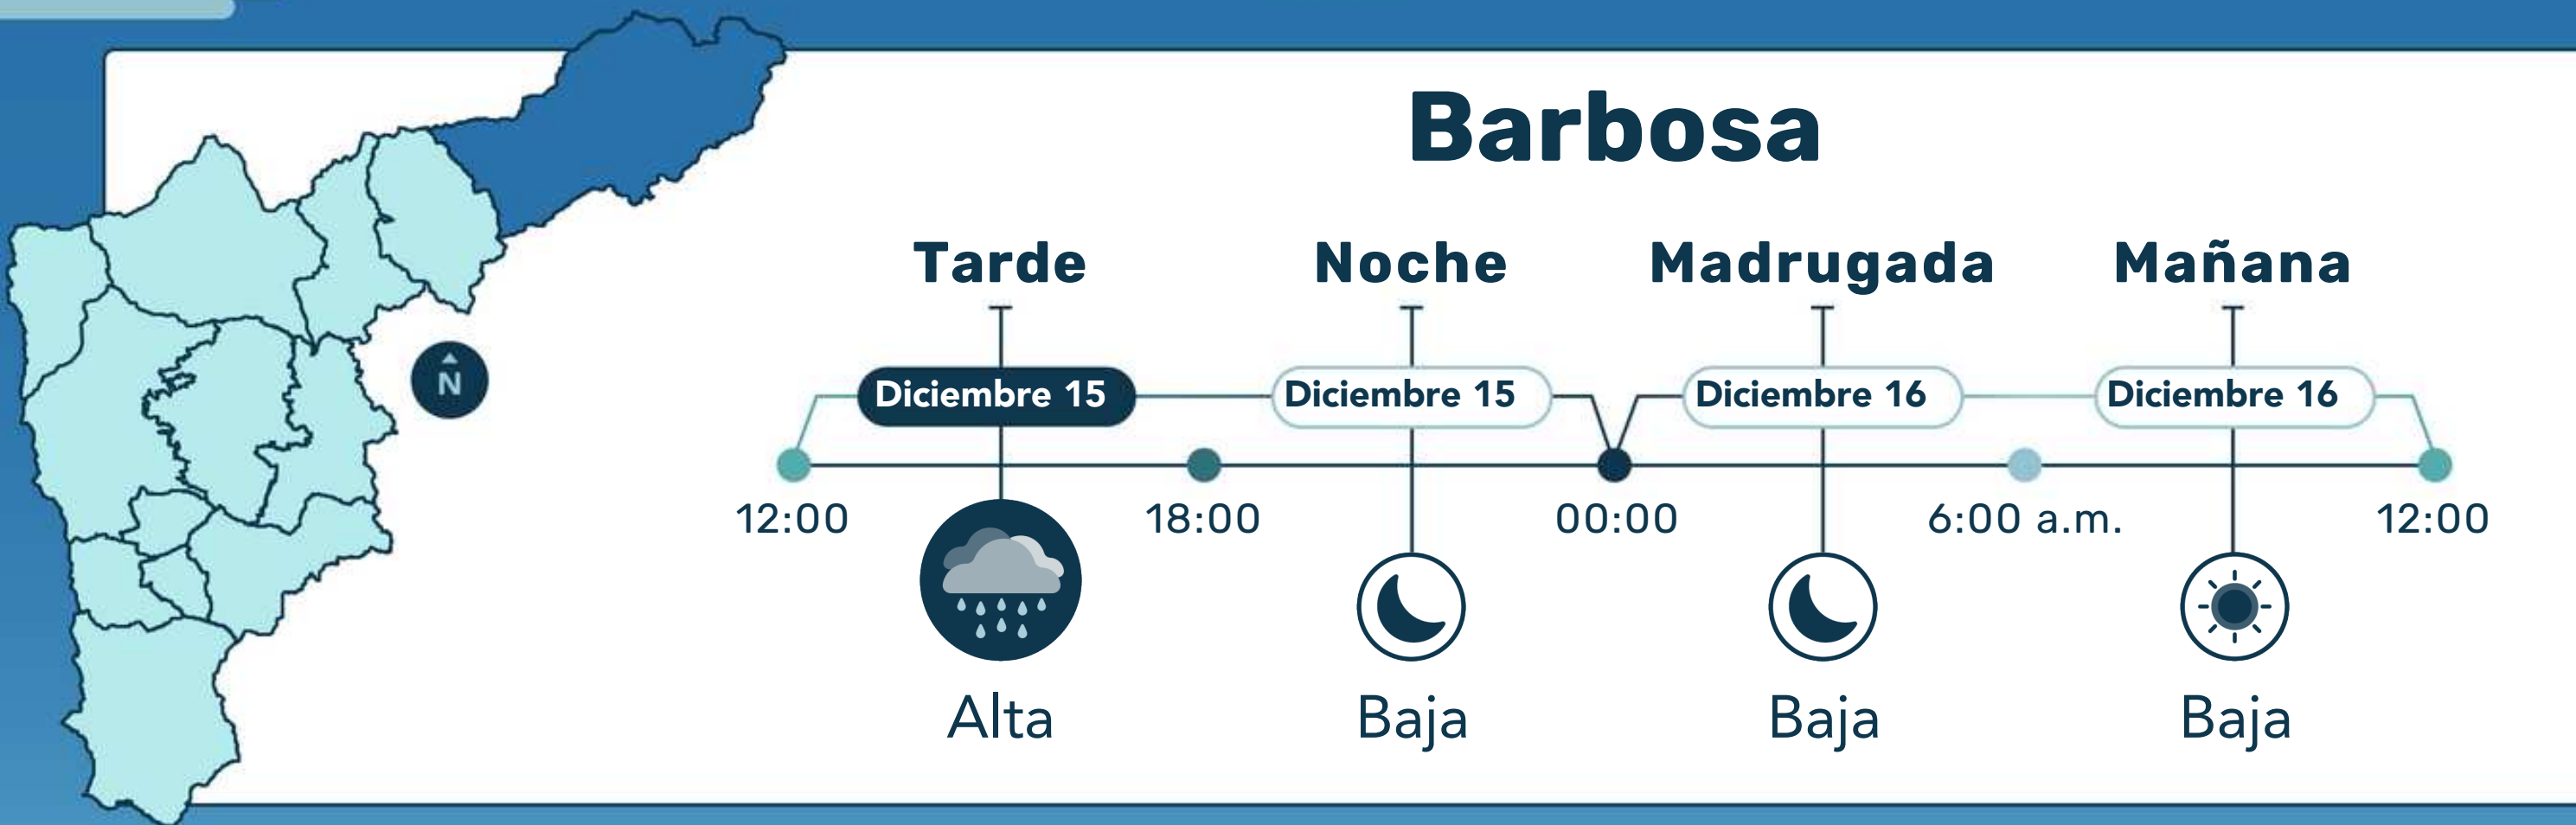 Barbosa
Tarde Noche Madrugada Mañana
N
Diciembre 15 Diciembre 15 Diciembre 16 Diciembre 16
12:00 18:00 00:00 6:00 a.m. 12:00
Alta Baja Baja Baja